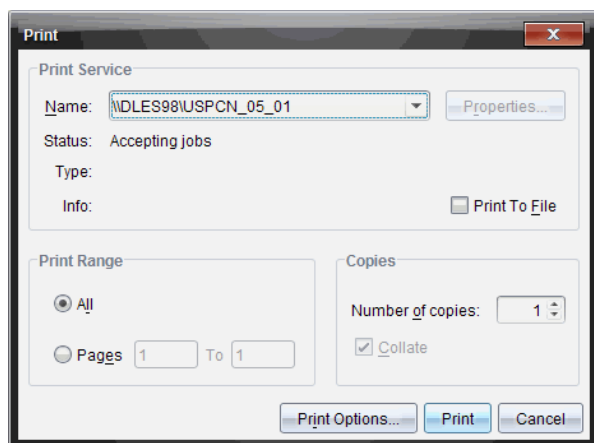 Print
Print Service
Name: \\DLES98\USPCN_05_01 Properties...
Status: Accepting jobs
Type:
Info: Print To File
Print Range
All
Pages 1 To 1
Copies
Number of copies: 1
Collate
Print Options... Print Cancel